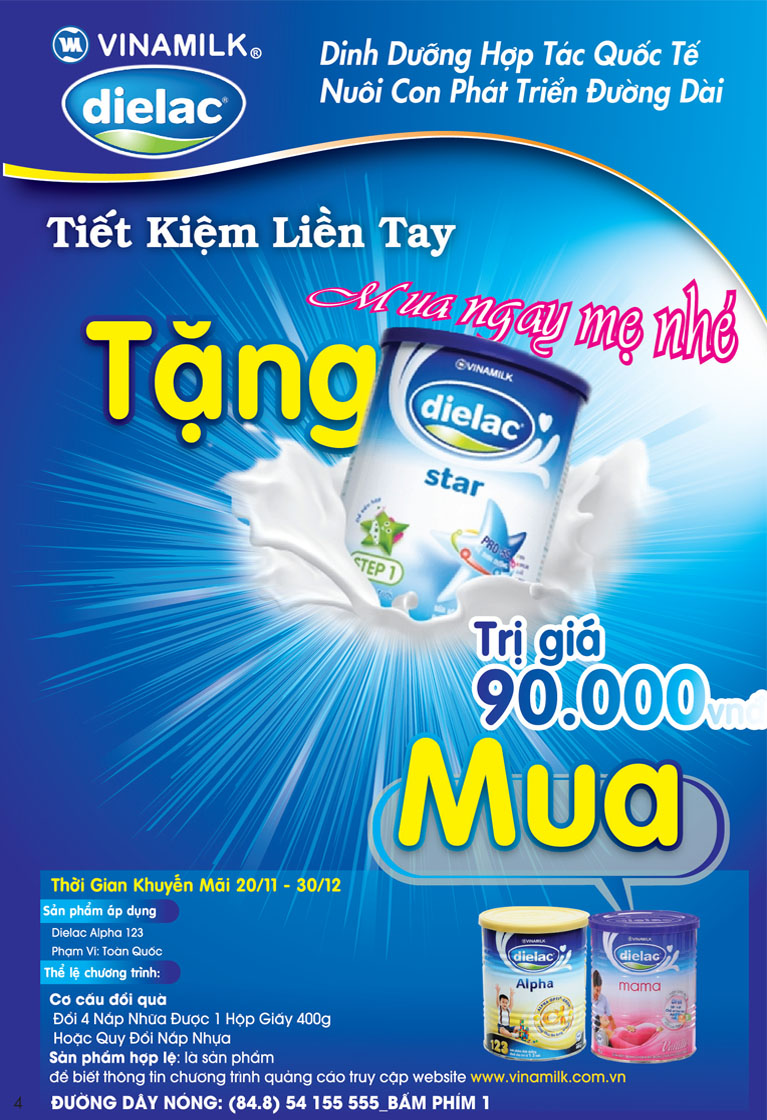 VINAMILK®
dielac®
Dinh Dưỡng Hợp Tác Quốc Tế
Nuôi Con Phát Triển Đường Dài
Tiết Kiệm Liền Tay
Mua ngay mẹ nhé
Tặng
VINAMILK
dielac
star
PRO
STEP 1
Trị giá
90.000 vnđ
Mua
Thời Gian Khuyến Mãi 20/11 - 30/12
Sản phẩm áp dụng
Dielac Alpha 123
Phạm Vi: Toàn Quốc
Thể lệ chương trình:
Cơ cấu đổi quà
Đổi 4 Nắp Nhựa Được 1 Hộp Giấy 400g
Hoặc Quy Đổi Nắp Nhựa
Sản phẩm hợp lệ: là sản phẩm
để biết thông tin chương trình quảng cáo truy cập website www.vinamilk.com.vn
VINAMILK
dielac
Alpha
123
VINAMILK
dielac
mama
4
ĐƯỜNG DÂY NÓNG: (84.8) 54 155 555_BẤM PHÍM 1